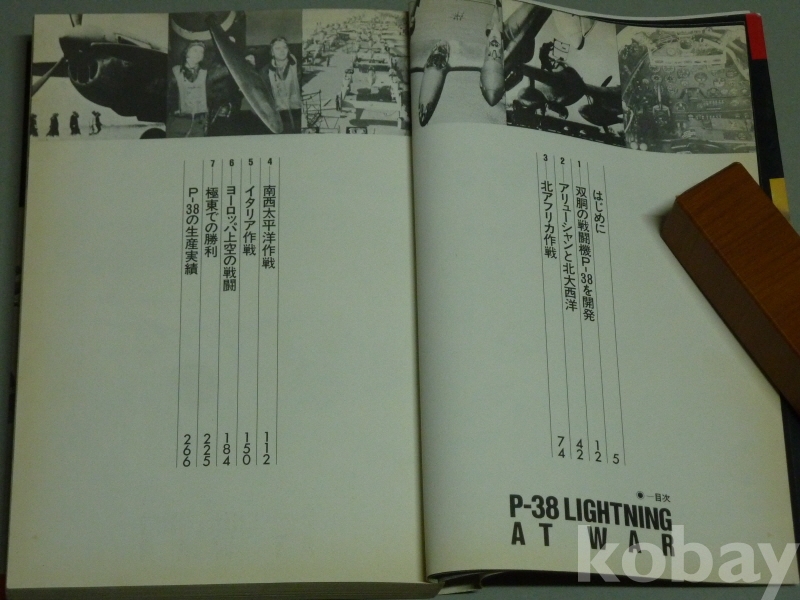 目次
P-38 LIGHTNING
AT WAR
はじめに 5
1 双胴の戦闘機P-38を開発 12
2 アリューシャンと北大西洋 42
3 北アフリカ作戦 74
4 南西太平洋作戦 112
5 イタリア作戦 150
6 ヨーロッパ上空の戦闘 184
7 極東での勝利 225
P-38の生産実績 266
kobay